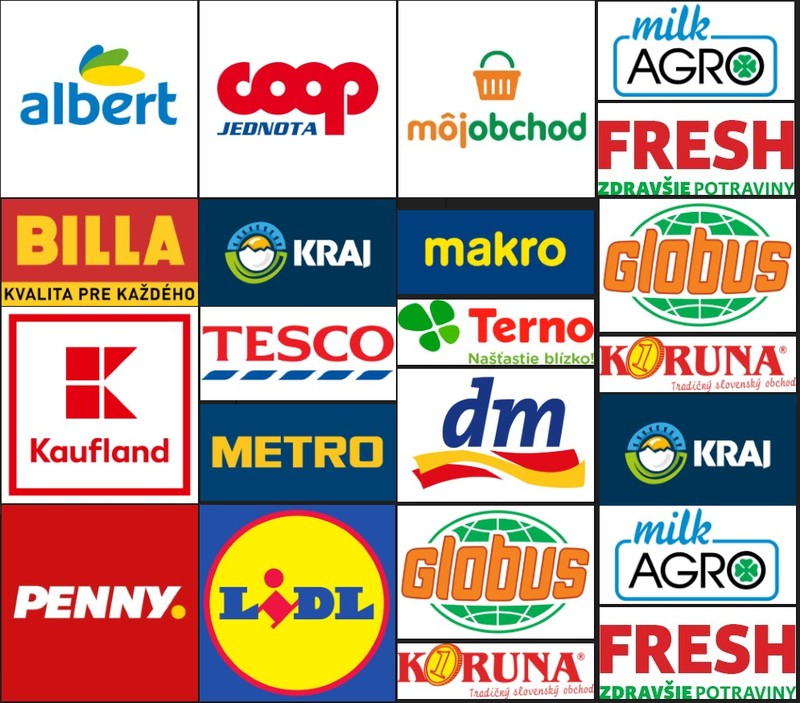 albert
coop
JEDNOTA
môjobchod
milk
AGRO
FRESH
ZDRAVŠIE POTRAVINY
BILLA
KVALITA PRE KAŽDÉHO
KRAJ
makro
GLOBUS
Kaufland
TESCO
Terno
Našťastie blízko!
KORUNA®
Tradičný slovenský obchod
METRO
dm
KRAJ
PENNY.
LIDL
GLOBUS
KORUNA®
Tradičný slovenský obchod
milk
AGRO
FRESH
ZDRAVŠIE POTRAVINY